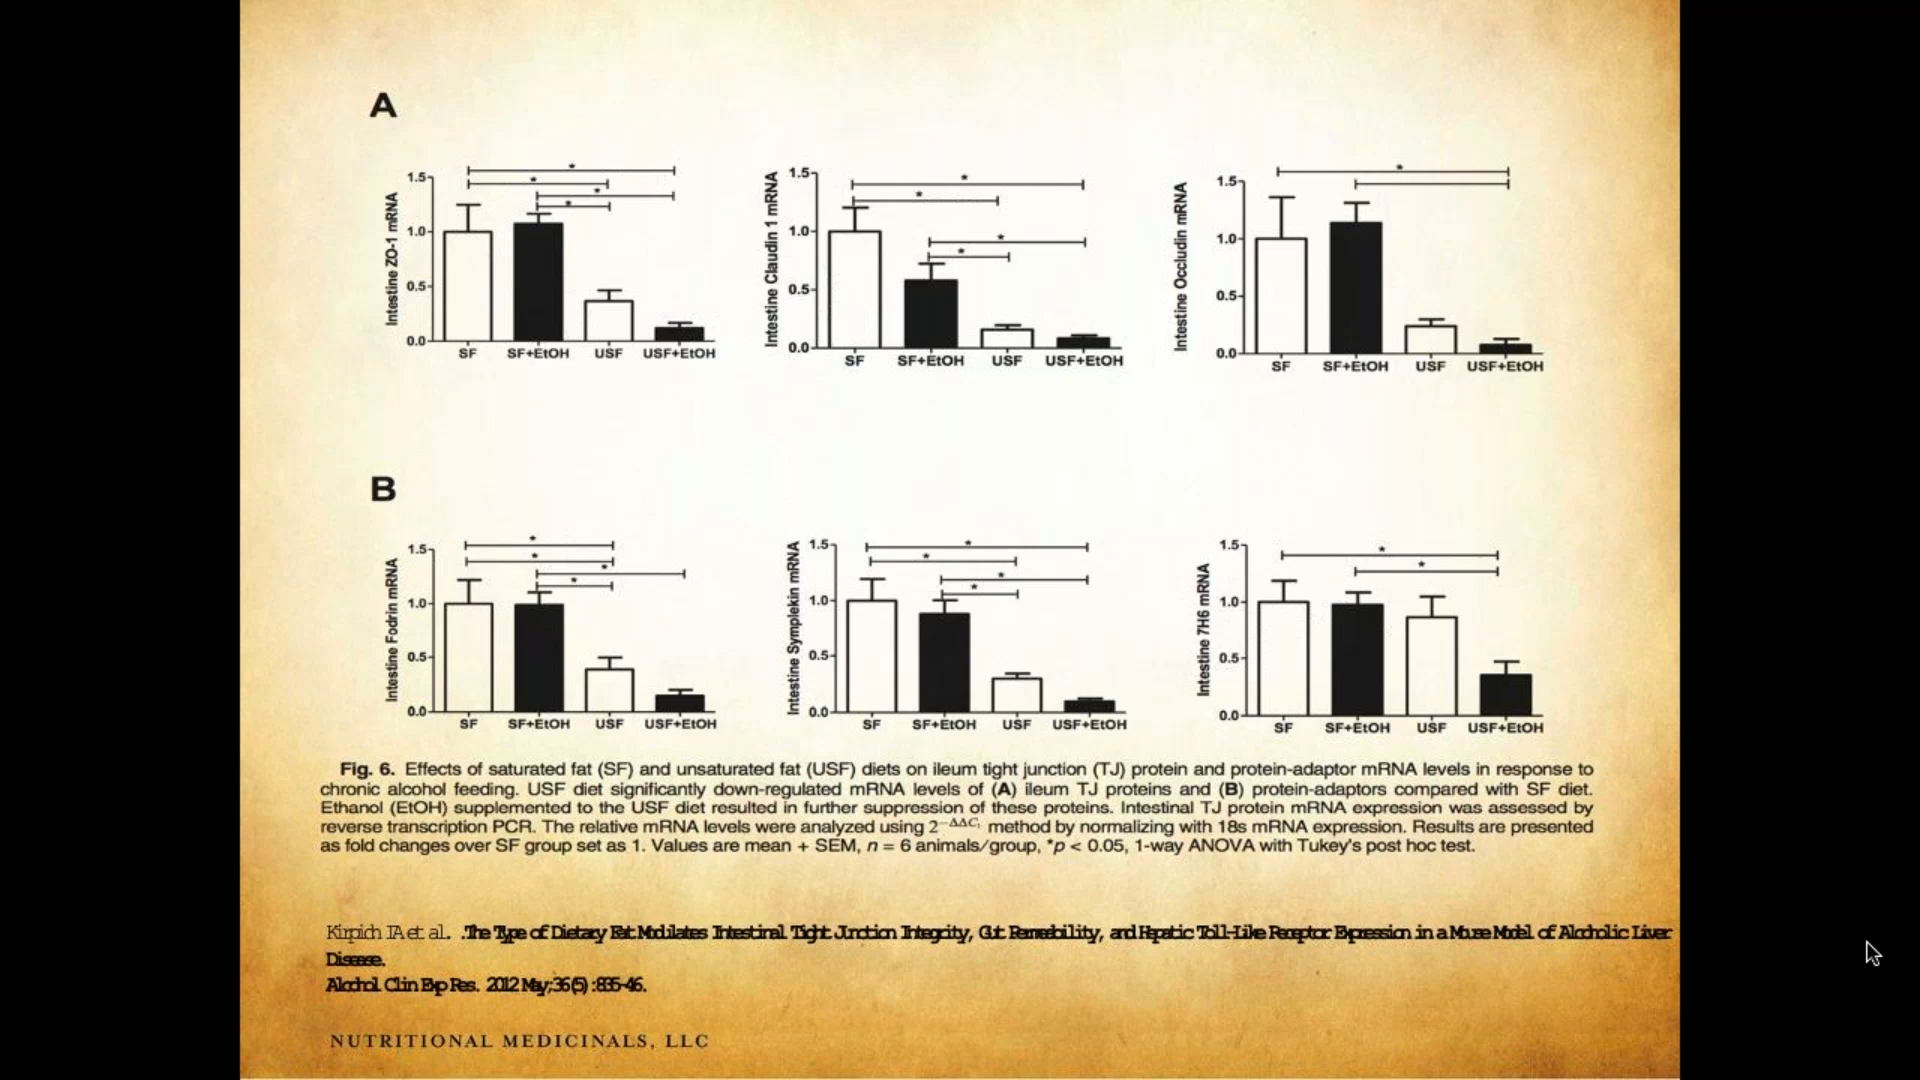 A
Intestine ZO-1 mRNA
1.5
1.0
0.5
0.0
* * * *
SF SF+EtOH USF USF+EtOH
Intestine Claudin 1 mRNA
1.5
1.0
0.5
0.0
* * * *
SF SF+EtOH USF USF+EtOH
Intestine Occludin mRNA
1.5
1.0
0.5
0.0
*
SF SF+EtOH USF USF+EtOH
B
Intestine Fodrin mRNA
1.5
1.0
0.5
0.0
* * * *
SF SF+EtOH USF USF+EtOH
Intestine Symplekin mRNA
1.5
1.0
0.5
0.0
* * * *
SF SF+EtOH USF USF+EtOH
Intestine 7H6 mRNA
1.5
1.0
0.5
0.0
* *
SF SF+EtOH USF USF+EtOH
Fig. 6. Effects of saturated fat (SF) and unsaturated fat (USF) diets on ileum tight junction (TJ) protein and protein-adaptor mRNA levels in response to
chronic alcohol feeding. USF diet significantly down-regulated mRNA levels of (A) ileum TJ proteins and (B) protein-adaptors compared with SF diet.
Ethanol (EtOH) supplemented to the USF diet resulted in further suppression of these proteins. Intestinal TJ protein mRNA expression was assessed by
reverse transcription PCR. The relative mRNA levels were analyzed using 2−ΔΔCt method by normalizing with 18s mRNA expression. Results are presented
as fold changes over SF group set as 1. Values are mean + SEM, n = 6 animals/group, *p < 0.05, 1-way ANOVA with Tukey's post hoc test.
Kirpich IA et al. .The Type of Dietary Fat Modulates Intestinal Tight Junction Integrity, Gut Permeability, and Hepatic Toll-Like Receptor Expression in a Mouse Model of Alcoholic Liver
Disease.
Alcohol Clin Exp Res. 2012 May;36(5):835-46.
NUTRITIONAL MEDICINALS, LLC